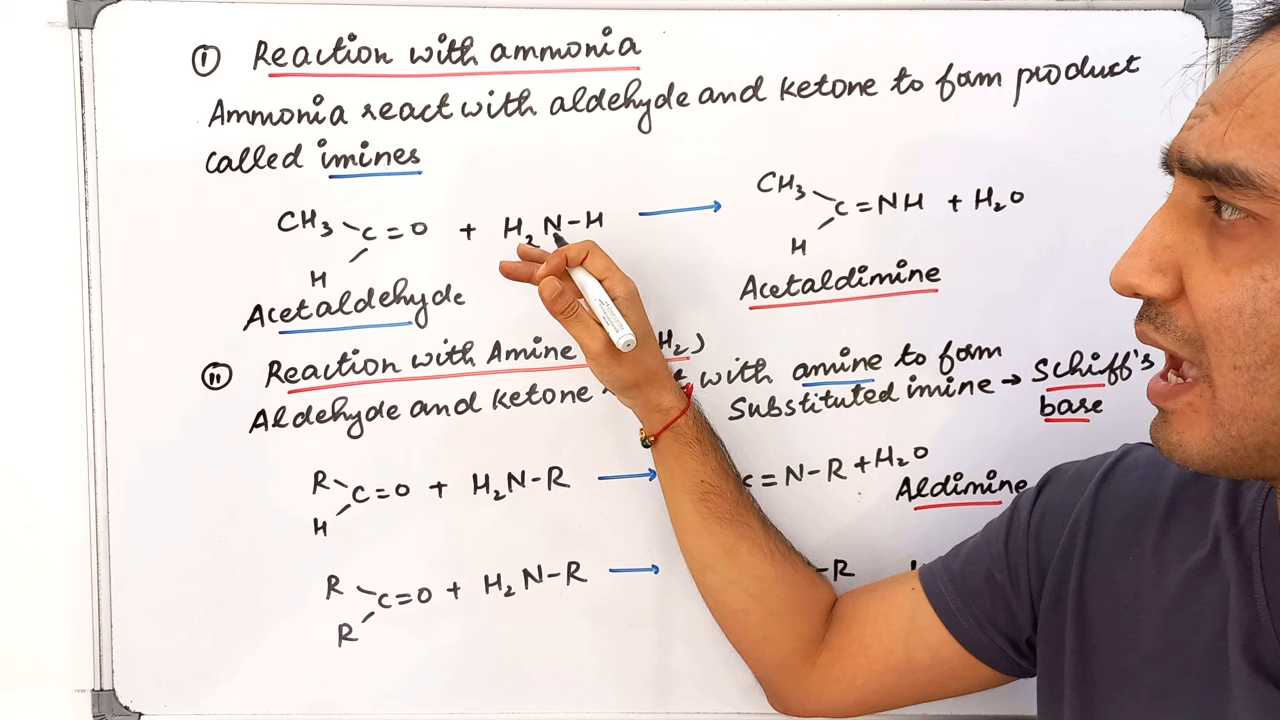 (i) Reaction with ammonia
Ammonia react with aldehyde and ketone to form product
called imines
CH3
C=O + H2N-H → CH3
C=NH + H2O
H
H
Acetaldehyde
Acetaldimine
(ii) Reaction with Amine H2)
Aldehyde and ketone with amine to form
Substituted imine → Schiff's
base
R
C=O + H2N-R → C=N-R + H2O
H
Aldimine
R
C=O + H2N-R → -R
R